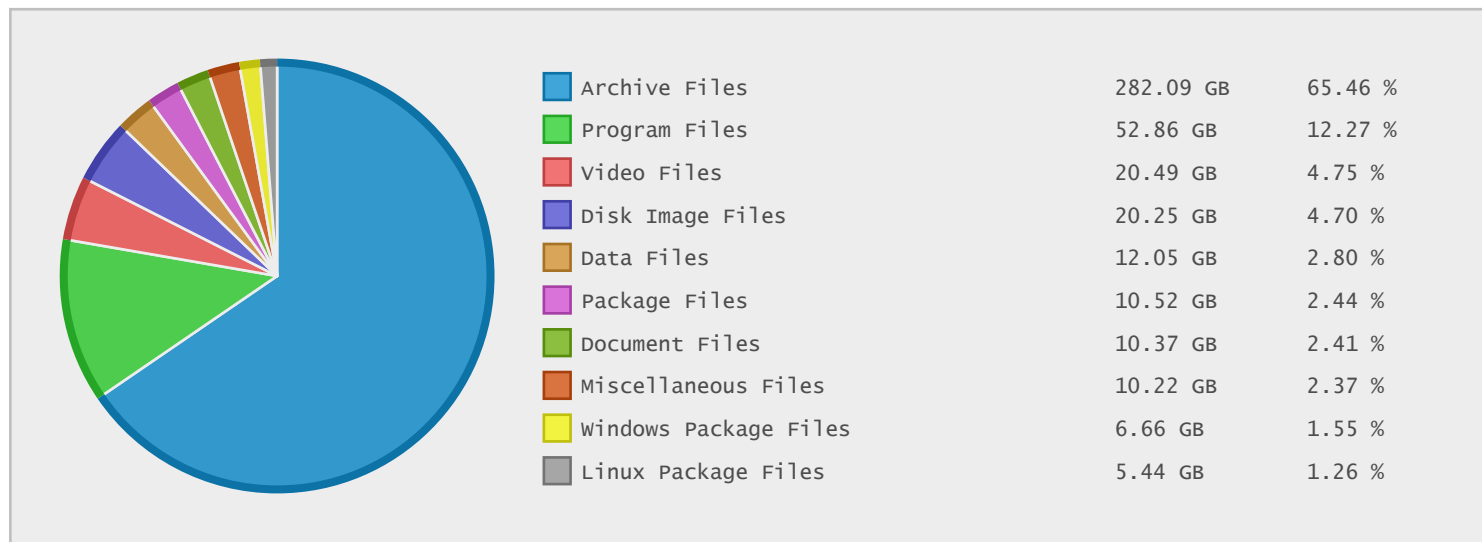 Archive Files 282.09 GB 65.46 %
Program Files 52.86 GB 12.27 %
Video Files 20.49 GB 4.75 %
Disk Image Files 20.25 GB 4.70 %
Data Files 12.05 GB 2.80 %
Package Files 10.52 GB 2.44 %
Document Files 10.37 GB 2.41 %
Miscellaneous Files 10.22 GB 2.37 %
Windows Package Files 6.66 GB 1.55 %
Linux Package Files 5.44 GB 1.26 %